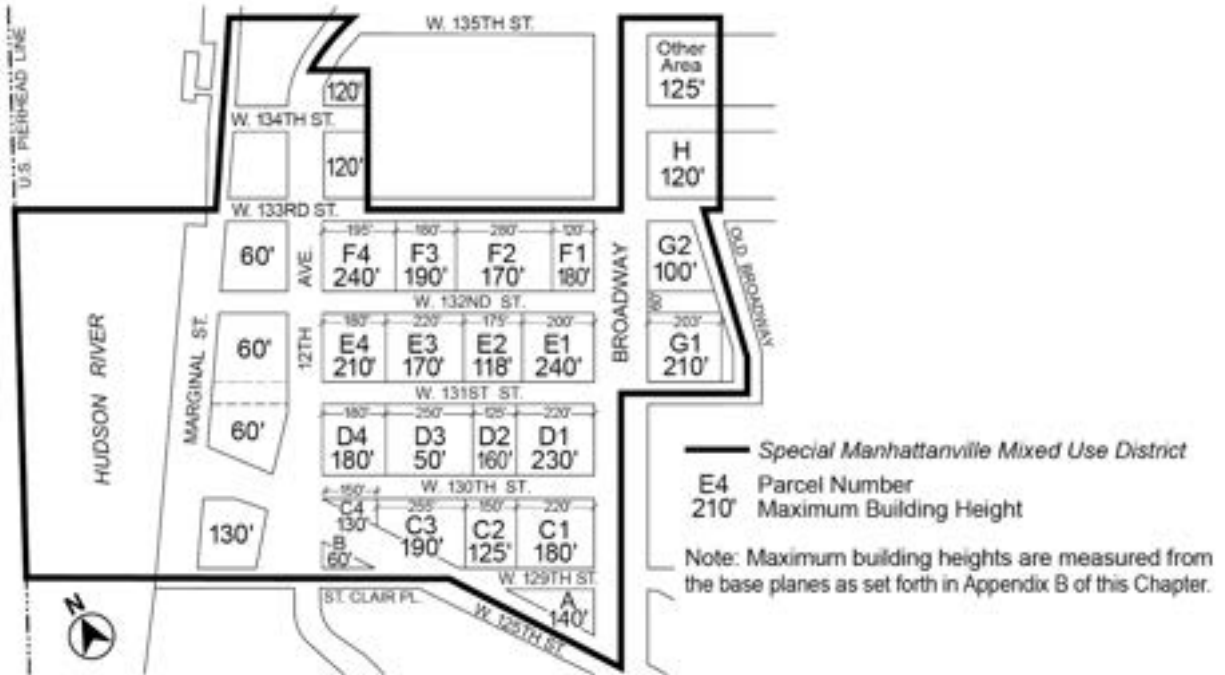 U.S. PIERHEAD LINE
W. 135TH ST.
Other
Area
125'
120'
W. 134TH ST.
120'
H
120'
W. 133RD ST.
60'
AVE.
195'
F4
240'
160'
F3
190'
280'
F2
170'
120'
F1
180'
G2
100'
OLD BROADWAY
W. 132ND ST.
BROADWAY
60'
HUDSON RIVER
MARGINAL ST.
60'
12TH
180'
E4
210'
220'
E3
170'
175'
E2
118'
200'
E1
240'
203'
G1
210'
W. 131ST ST.
60'
180'
D4
180'
250'
D3
50'
125'
D2
160'
220'
D1
230'
W. 130TH ST.
130'
150'
C4
130'
255'
C3
190'
150'
C2
125'
220'
C1
180'
B
60'
W. 129TH ST.
ST. CLAIR PL.
A
140'
W. 125TH ST.
N
Special Manhattanville Mixed Use District
E4 Parcel Number
210' Maximum Building Height
Note: Maximum building heights are measured from
the base planes as set forth in Appendix B of this Chapter.